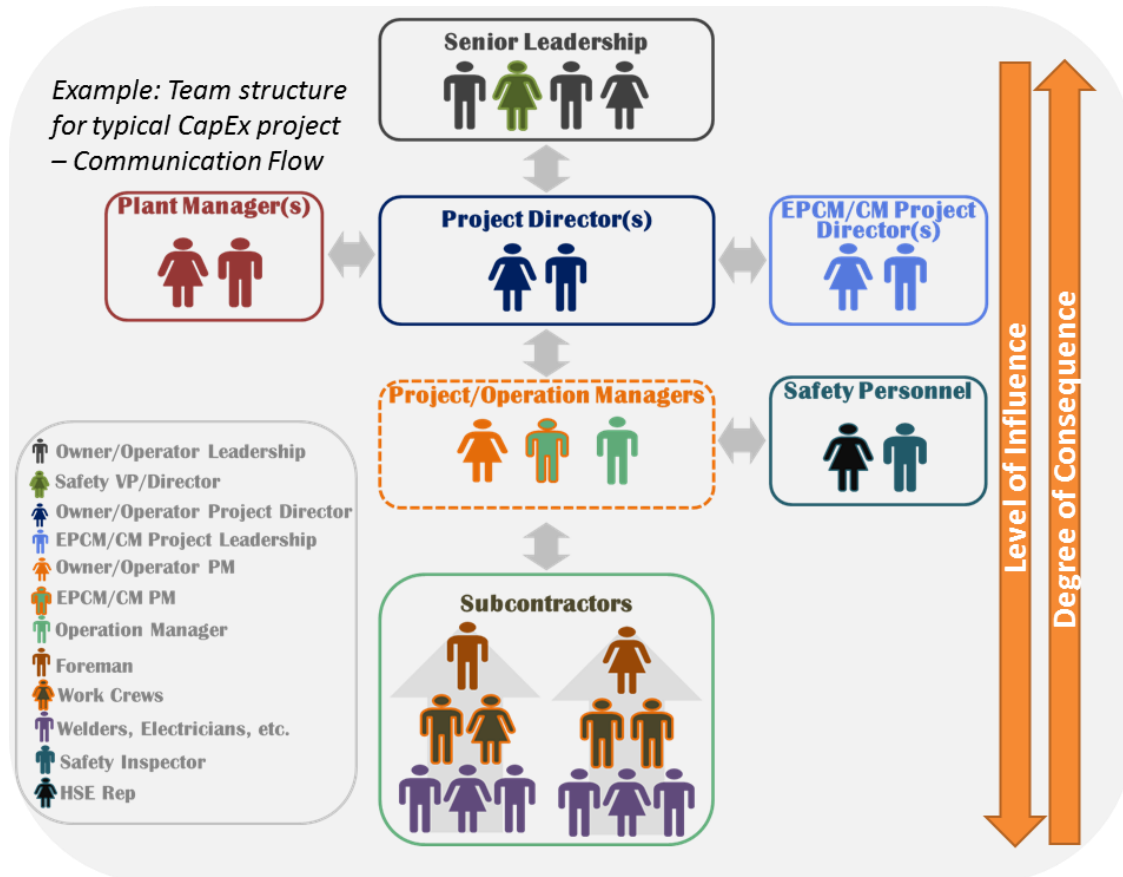 Senior Leadership
Example: Team structure
for typical CapEx project
– Communication Flow
Plant Manager(s)
Project Director(s)
EPCM/CM Project
Director(s)
Project/Operation Managers
Safety Personnel
Owner/Operator Leadership
Safety VP/Director
Owner/Operator Project Director
EPCM/CM Project Leadership
Owner/Operator PM
EPCM/CM PM
Operation Manager
Foreman
Work Crews
Welders, Electricians, etc.
Safety Inspector
HSE Rep
Subcontractors
Level of Influence
Degree of Consequence